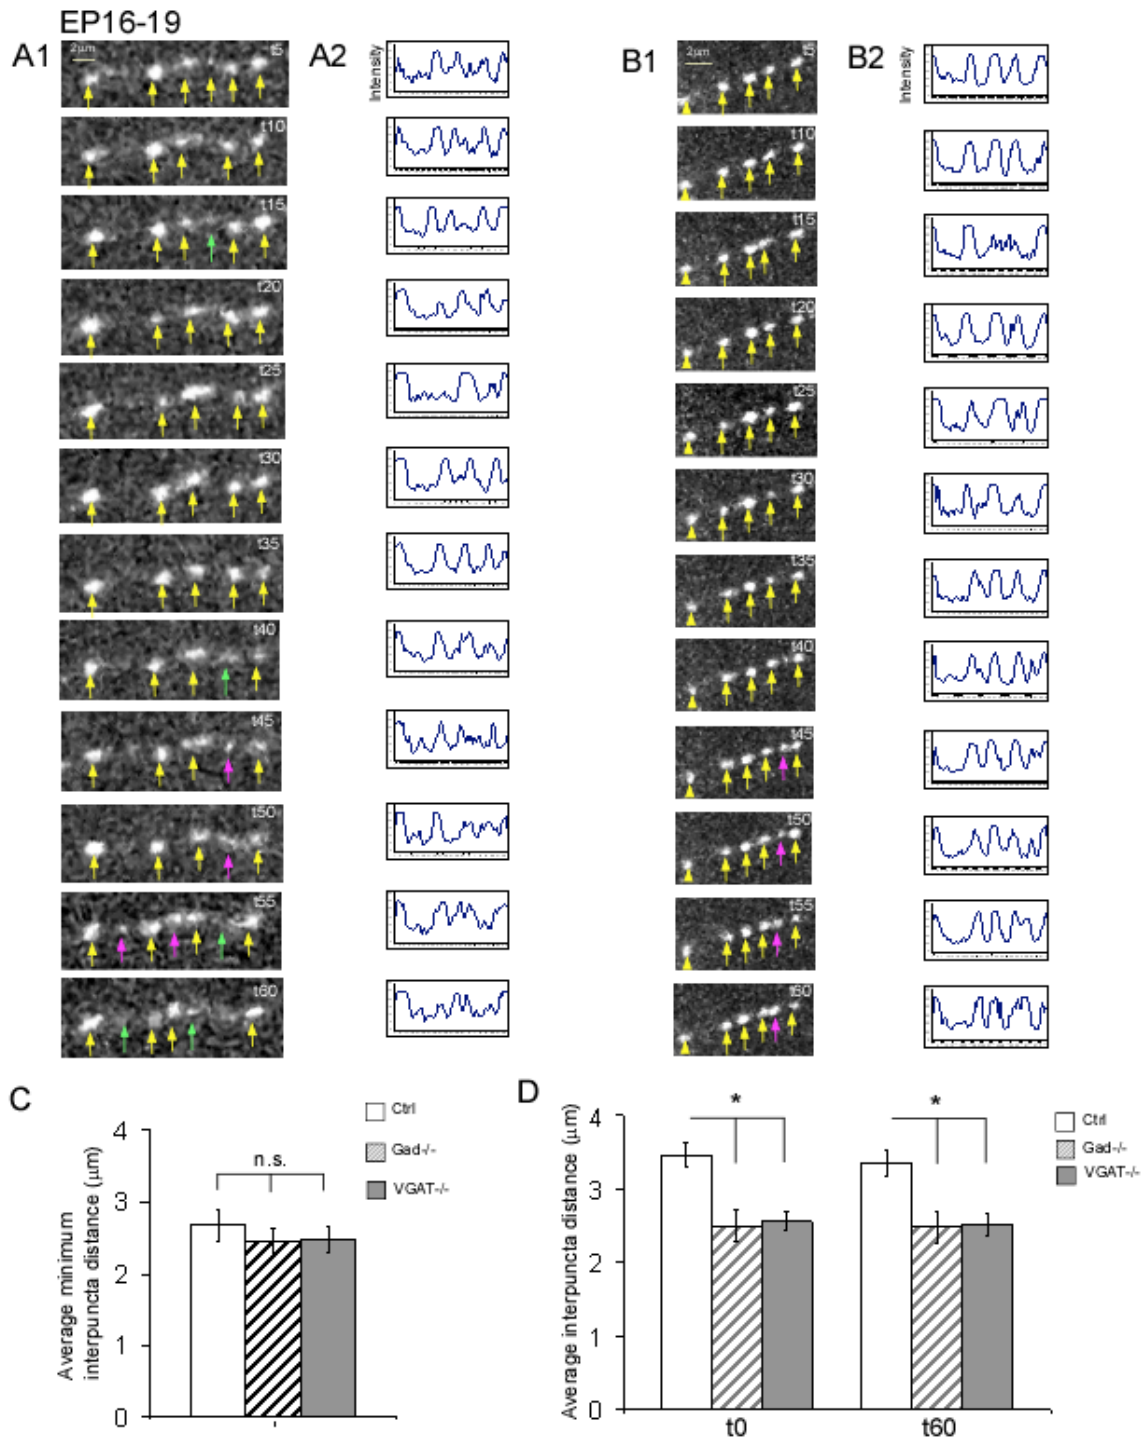 EP16-19
A1
A2
B1
B2
2µm
t5
t10
t15
t20
t25
t30
t35
t40
t45
t50
t55
t60
Intensity
2µm
t5
t10
t15
t20
t25
t30
t35
t40
t45
t50
t55
t60
Intensity
C
Average minimum
interpuncta distance (µm)
4
3
2
1
0
n.s.
Ctrl
Gad-/-
VGAT-/-
D
Average interpuncta distance (µm)
4
3
2
1
0
*
*
t0
t60
Ctrl
Gad-/-
VGAT-/-